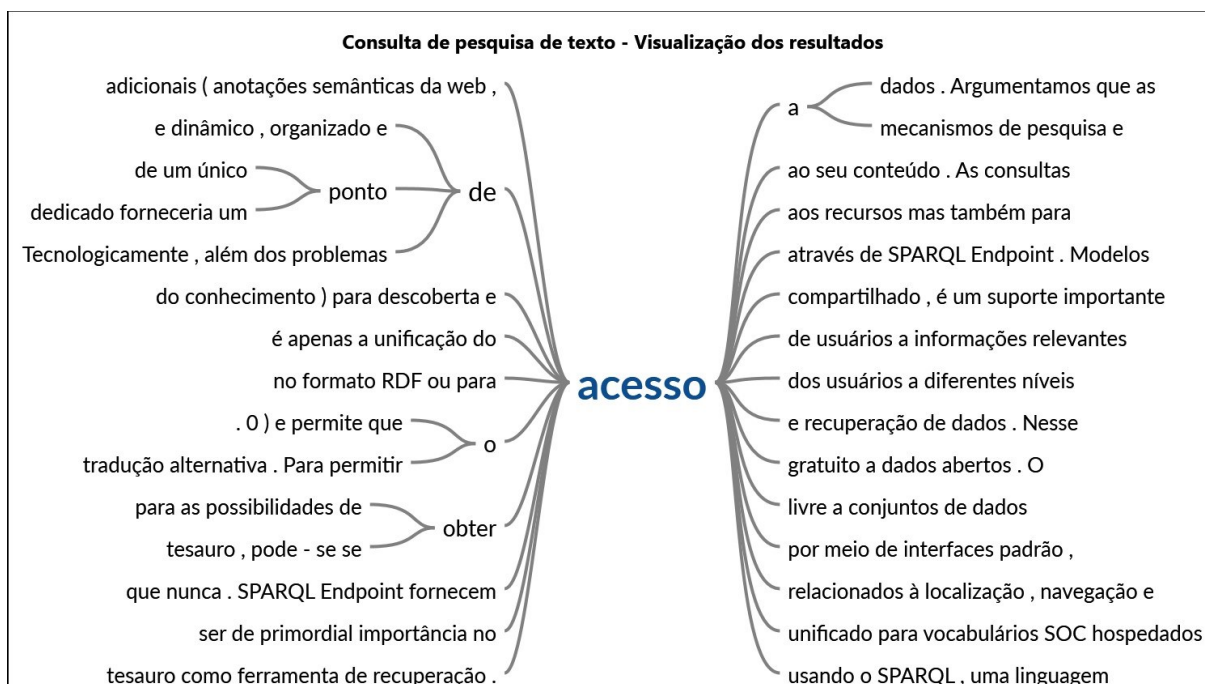 Consulta de pesquisa de texto - Visualização dos resultados
adicionais ( anotações semânticas da web ,
e dinâmico , organizado e
de um único
dedicado forneceria um
ponto
Tecnologicamente , além dos problemas
de
do conhecimento ) para descoberta e
é apenas a unificação do
no formato RDF ou para
. 0 ) e permite que
tradução alternativa . Para permitir
o
para as possibilidades de
tesauro , pode - se se
obter
que nunca . SPARQL Endpoint fornecem
ser de primordial importância no
tesauro como ferramenta de recuperação .
acesso
a
dados . Argumentamos que as
mecanismos de pesquisa e
ao seu conteúdo . As consultas
aos recursos mas também para
através de SPARQL Endpoint . Modelos
compartilhado , é um suporte importante
de usuários a informações relevantes
dos usuários a diferentes níveis
e recuperação de dados . Nesse
gratuito a dados abertos . O
livre a conjuntos de dados
por meio de interfaces padrão ,
relacionados à localização , navegação e
unificado para vocabulários SOC hospedados
usando o SPARQL , uma linguagem